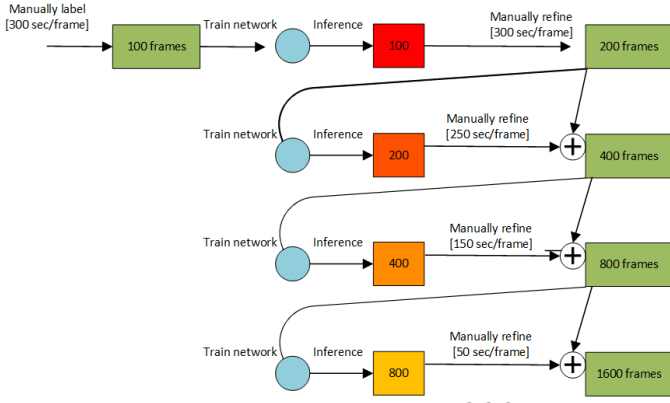 Manually label
[300 sec/frame]
100 frames
Train network
Inference
100
Manually refine
[300 sec/frame]
200 frames
Train network
Inference
200
Manually refine
[250 sec/frame]
400 frames
Train network
Inference
400
Manually refine
[150 sec/frame]
800 frames
Train network
Inference
800
Manually refine
[50 sec/frame]
1600 frames